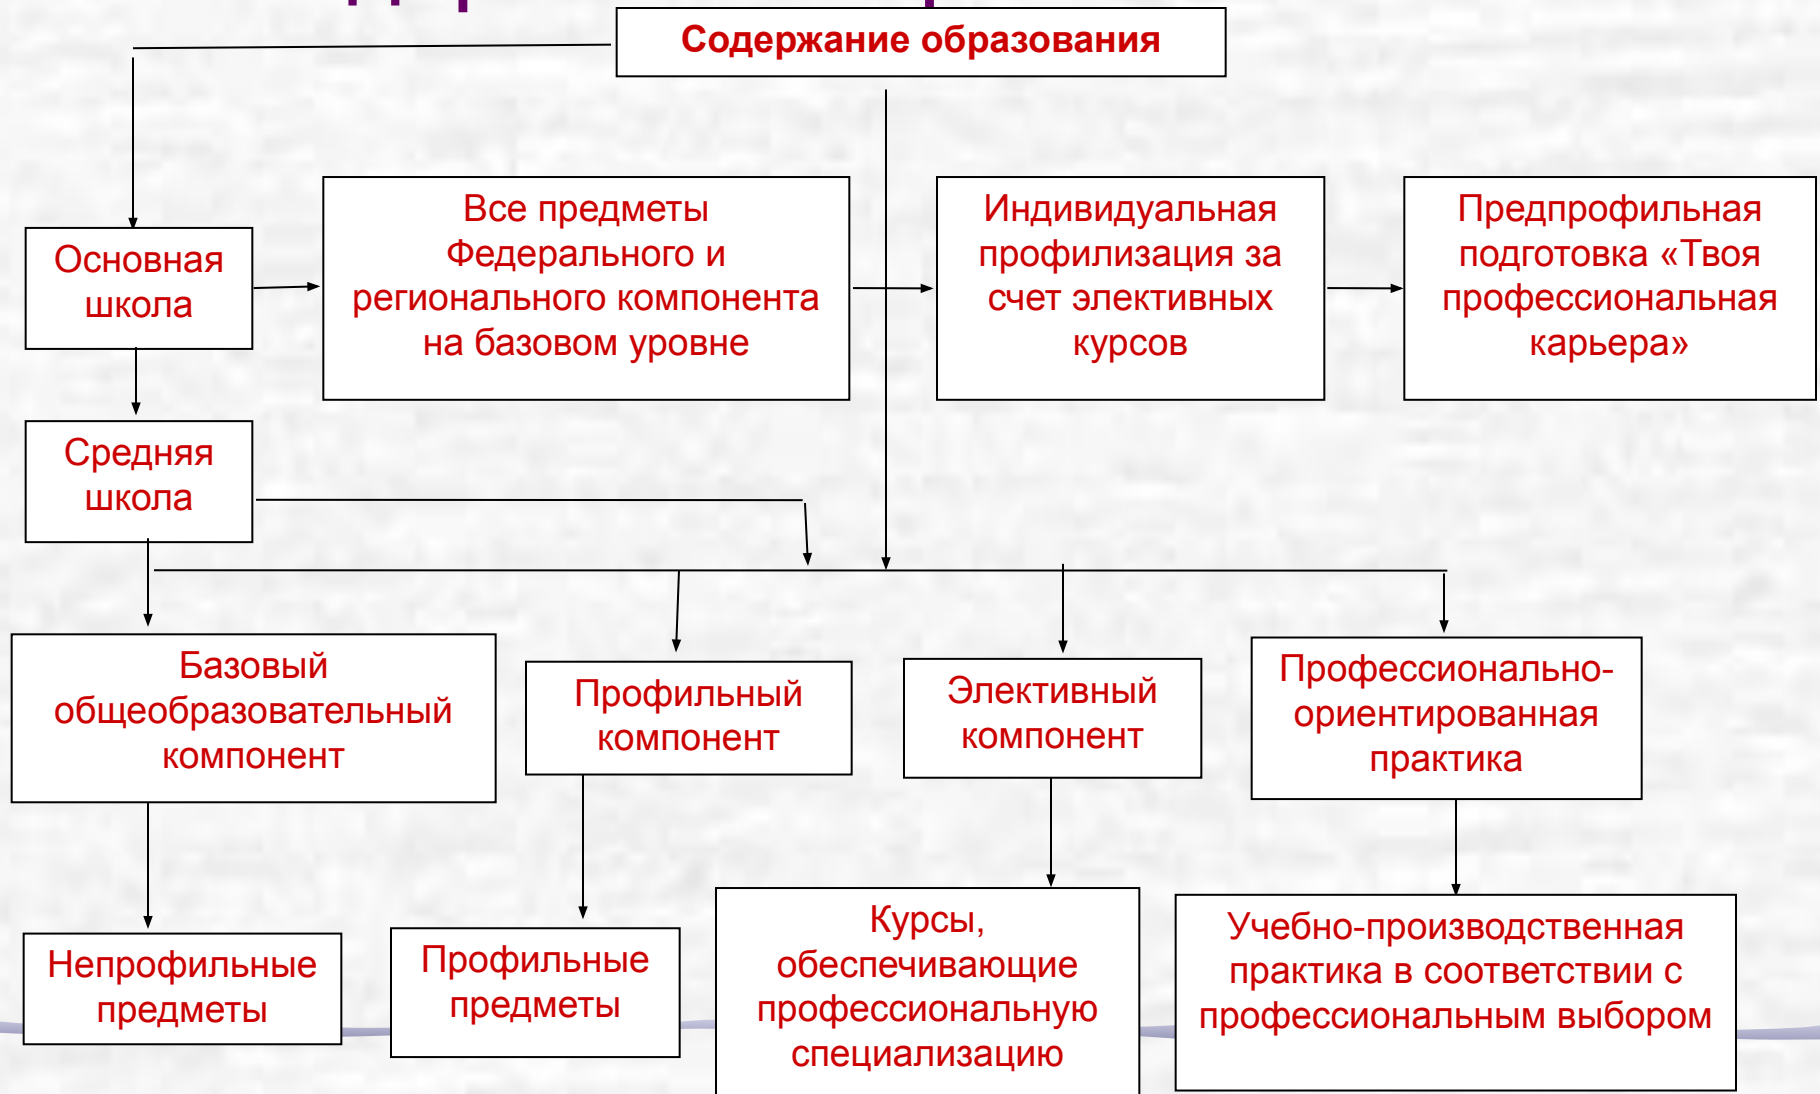 Содержание образования
Основная
школа
Все предметы
Федерального и
регионального компонента
на базовом уровне
Индивидуальная
профилизация за
счет элективных
курсов
Предпрофильная
подготовка «Твоя
профессиональная
карьера»
Средняя
школа
Базовый
общеобразовательный
компонент
Профильный
компонент
Элективный
компонент
Профессионально-
ориентированная
практика
Непрофильные
предметы
Профильные
предметы
Курсы,
обеспечивающие
профессиональную
специализацию
Учебно-производственная
практика в соответствии с
профессиональным выбором